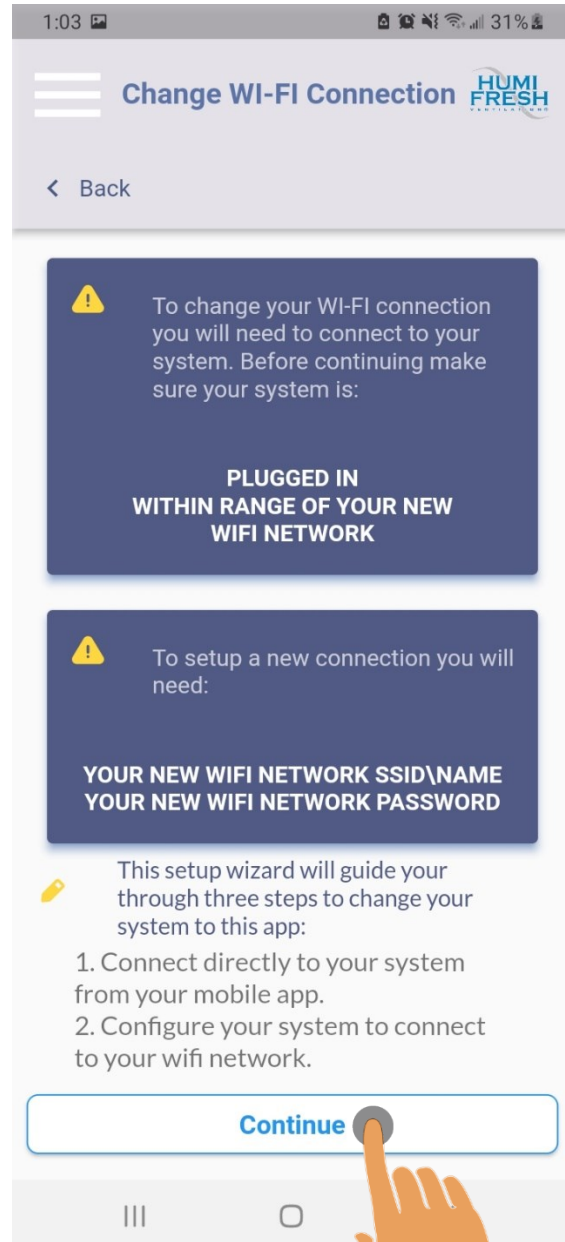 1:03 31%
Change WI-FI Connection
HUMI
FRESH
< Back
To change your WI-FI connection
you will need to connect to your
system. Before continuing make
sure your system is:
PLUGGED IN
WITHIN RANGE OF YOUR NEW
WIFI NETWORK
To setup a new connection you will
need:
YOUR NEW WIFI NETWORK SSID\NAME
YOUR NEW WIFI NETWORK PASSWORD
This setup wizard will guide your
through three steps to change your
system to this app:
1. Connect directly to your system
from your mobile app.
2. Configure your system to connect
to your wifi network.
Continue